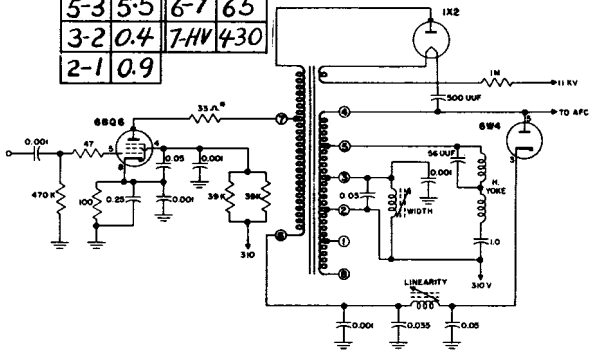 5-3 5.5 6-7 65
3-2 0.4 7-HV 430
2-1 0.9
1X2
1M
11 KV
500 UUF
33 Ω*
7
4
TO AFC
6BQ6
6W4
5
5
0.001
47
5
4
0.05
0.001
56 UUF
3
8
3
0.001
H. YOKE
470 K
100
0.25
0.001
39K
39K
0.05
2
WIDTH
1
1.0
6
310
8
310 V
LINEARITY
0.001
0.035
0.05